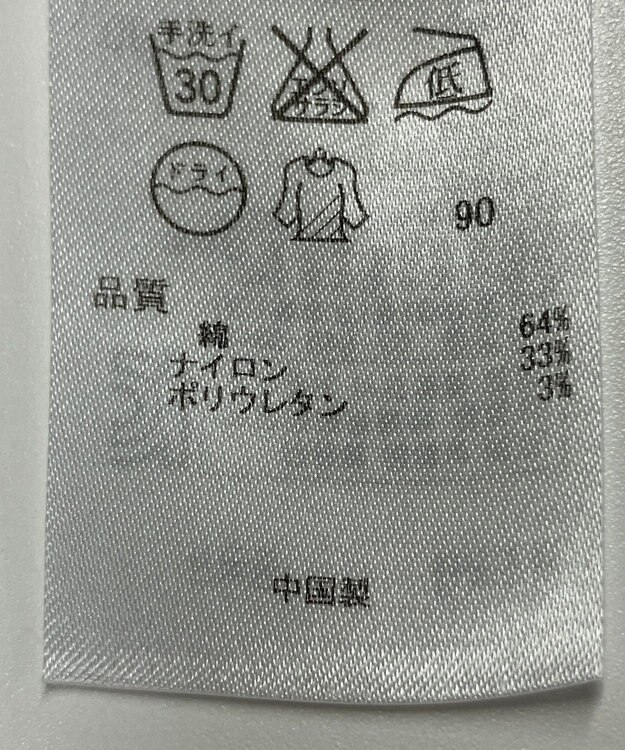 手洗イ
30
エンソ
サラシ
低
ドライ
90
品質
綿 64%
ナイロン 33%
ポリウレタン 3%
中国製